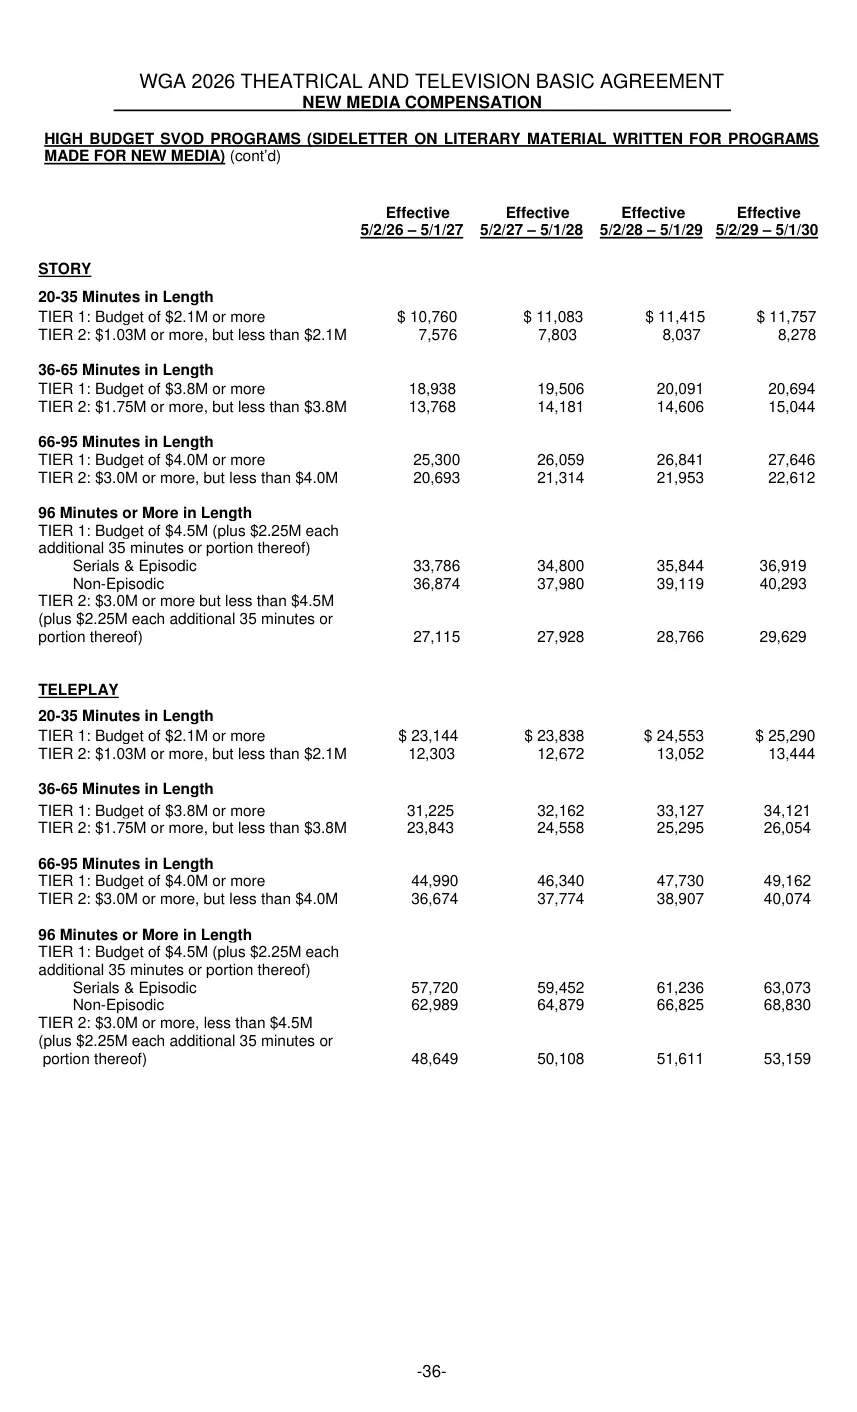 WGA 2026 THEATRICAL AND TELEVISION BASIC AGREEMENT
NEW MEDIA COMPENSATION
HIGH BUDGET SVOD PROGRAMS (SIDELETTER ON LITERARY MATERIAL WRITTEN FOR PROGRAMS
MADE FOR NEW MEDIA) (cont'd)
Effective Effective Effective Effective
5/2/26 – 5/1/27 5/2/27 – 5/1/28 5/2/28 – 5/1/29 5/2/29 – 5/1/30
STORY
20-35 Minutes in Length
TIER 1: Budget of $2.1M or more $ 10,760 $ 11,083 $ 11,415 $ 11,757
TIER 2: $1.03M or more, but less than $2.1M 7,576 7,803 8,037 8,278
36-65 Minutes in Length
TIER 1: Budget of $3.8M or more 18,938 19,506 20,091 20,694
TIER 2: $1.75M or more, but less than $3.8M 13,768 14,181 14,606 15,044
66-95 Minutes in Length
TIER 1: Budget of $4.0M or more 25,300 26,059 26,841 27,646
TIER 2: $3.0M or more, but less than $4.0M 20,693 21,314 21,953 22,612
96 Minutes or More in Length
TIER 1: Budget of $4.5M (plus $2.25M each
additional 35 minutes or portion thereof)
Serials & Episodic 33,786 34,800 35,844 36,919
Non-Episodic 36,874 37,980 39,119 40,293
TIER 2: $3.0M or more but less than $4.5M
(plus $2.25M each additional 35 minutes or
portion thereof) 27,115 27,928 28,766 29,629
TELEPLAY
20-35 Minutes in Length
TIER 1: Budget of $2.1M or more $ 23,144 $ 23,838 $ 24,553 $ 25,290
TIER 2: $1.03M or more, but less than $2.1M 12,303 12,672 13,052 13,444
36-65 Minutes in Length
TIER 1: Budget of $3.8M or more 31,225 32,162 33,127 34,121
TIER 2: $1.75M or more, but less than $3.8M 23,843 24,558 25,295 26,054
66-95 Minutes in Length
TIER 1: Budget of $4.0M or more 44,990 46,340 47,730 49,162
TIER 2: $3.0M or more, but less than $4.0M 36,674 37,774 38,907 40,074
96 Minutes or More in Length
TIER 1: Budget of $4.5M (plus $2.25M each
additional 35 minutes or portion thereof)
Serials & Episodic 57,720 59,452 61,236 63,073
Non-Episodic 62,989 64,879 66,825 68,830
TIER 2: $3.0M or more, less than $4.5M
(plus $2.25M each additional 35 minutes or
portion thereof) 48,649 50,108 51,611 53,159
-36-